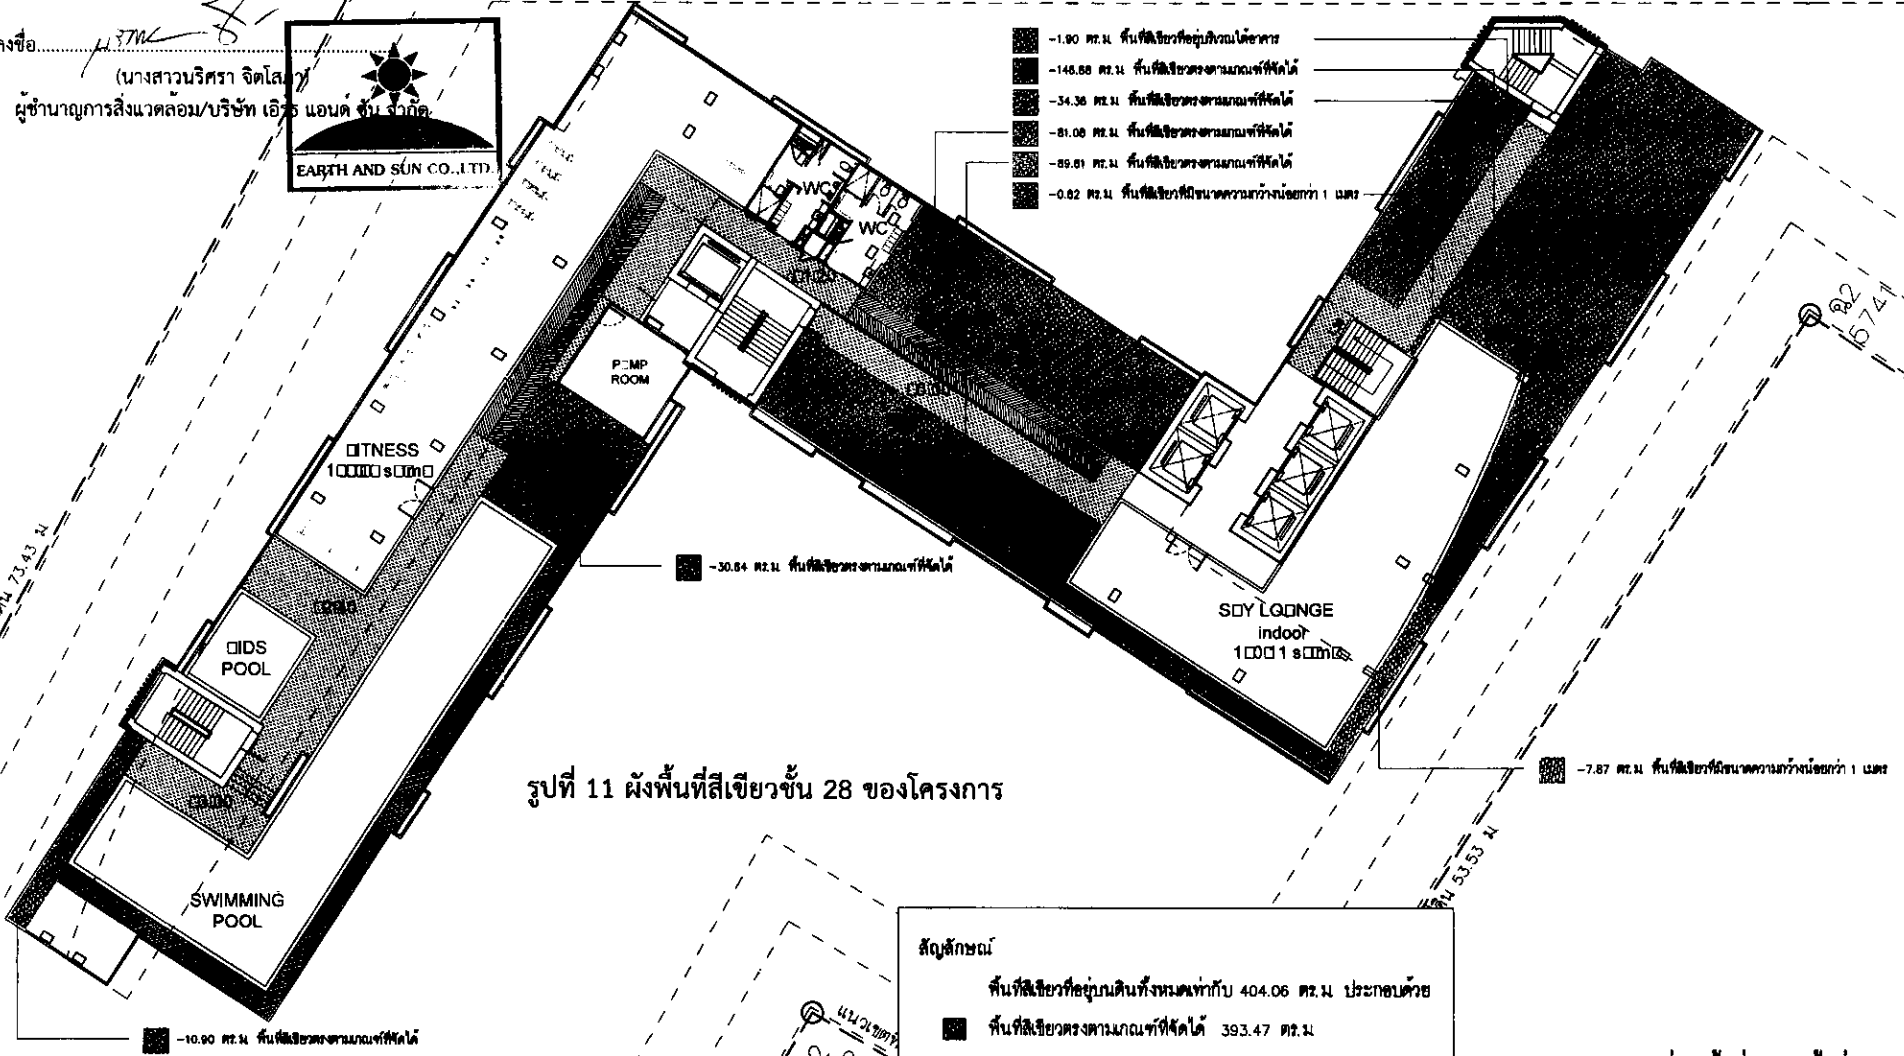 งชื่อ
(นางสาวนริศรา จิตโสภา)
ผู้ชำนาญการสิ่งแวดล้อม/บริษัท เอิร์ธ แอนด์ ซัน จำกัด
EARTH AND SUN CO.,LTD.
-1.90 ตร.ม พื้นที่สีเขียวที่อยู่บริเวณใต้อาคาร
-146.68 ตร.ม พื้นที่สีเขียวตรงตามเกณฑ์ที่จัดได้
-34.36 ตร.ม พื้นที่สีเขียวตรงตามเกณฑ์ที่จัดได้
-81.08 ตร.ม พื้นที่สีเขียวตรงตามเกณฑ์ที่จัดได้
-89.61 ตร.ม พื้นที่สีเขียวตรงตามเกณฑ์ที่จัดได้
-0.82 ตร.ม พื้นที่สีเขียวที่มีขนาดความกว้างน้อยกว่า 1 เมตร
WC
WC
ฉ2
5741
P□MP
ROOM
□ITNESS
73.43 ม
-30.64 ตร.ม พื้นที่สีเขียวตรงตามเกณฑ์ที่จัดได้
S□Y LO□NGE
indoor
1□0□1 s□m□
□IDS
POOL
รูปที่ 11 ผังพื้นที่สีเขียวชั้น 28 ของโครงการ
-7.87 ตร.ม พื้นที่สีเขียวที่มีขนาดความกว้างน้อยกว่า 1 เมตร
53.53 ม
SWIMMING
POOL
สัญลักษณ์
พื้นที่สีเขียวที่อยู่บนดินทั้งหมดเท่ากับ 404.06 ตร.ม ประกอบด้วย
พื้นที่สีเขียวตรงตามเกณฑ์ที่จัดได้ 393.47 ตร.ม
-10.90 ตร.ม พื้นที่สีเขียวตรงตามเกณฑ์ที่จัดได้